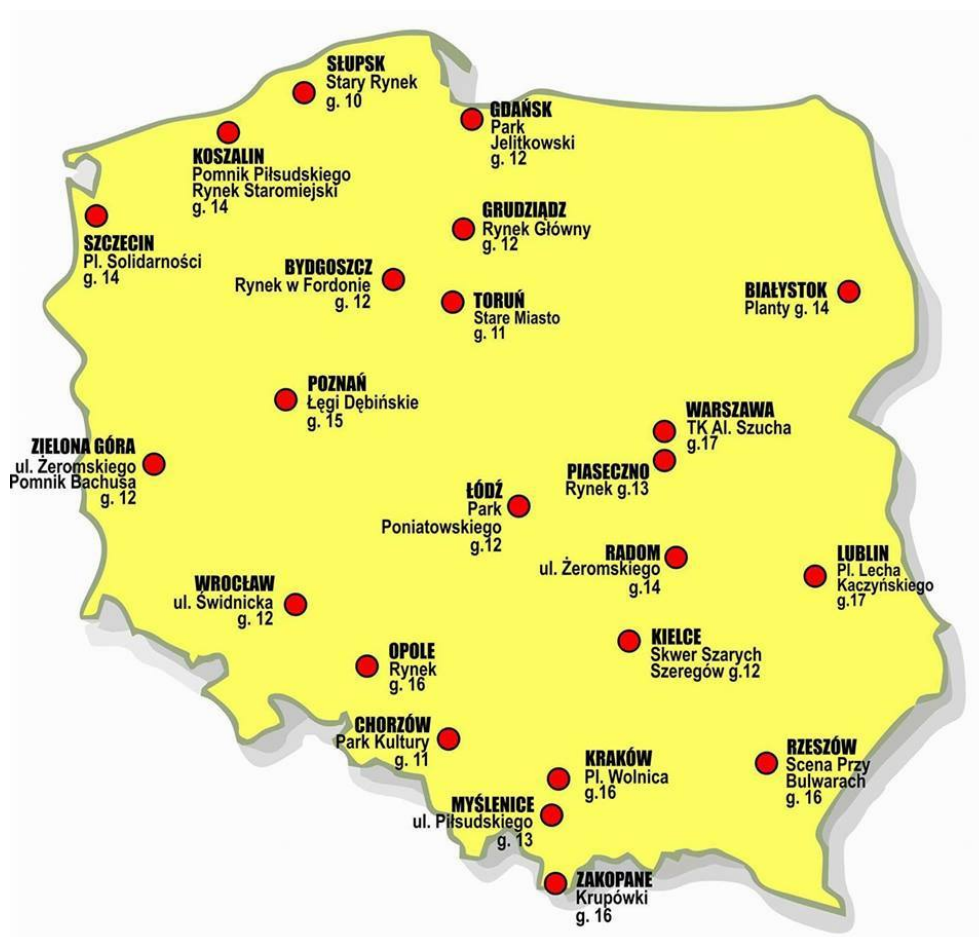 SŁUPSK
Stary Rynek
g. 10
GDAŃSK
Park
Jelitkowski
g. 12
KOSZALIN
Pomnik Piłsudskiego
Rynek Staromiejski
g. 14
GRUDZIĄDZ
Rynek Główny
g. 12
SZCZECIN
Pl. Solidarności
g. 14
BYDGOSZCZ
Rynek w Fordonie
g. 12
TORUŃ
Stare Miasto
g. 11
BIAŁYSTOK
Planty g. 14
POZNAŃ
Łęgi Dębińskie
g. 15
WARSZAWA
TK Al. Szucha
g.17
ZIELONA GÓRA
ul. Żeromskiego
Pomnik Bachusa
g. 12
PIASECZNO
Rynek g.13
ŁÓDŹ
Park
Poniatowskiego
g.12
RADOM
ul. Żeromskiego
g.14
LUBLIN
Pl. Lecha
Kaczyńskiego
g.17
WROCŁAW
ul. Świdnicka
g. 12
KIELCE
Skwer Szarych
Szeregów g.12
OPOLE
Rynek
g. 16
CHORZÓW
Park Kultury
g. 11
KRAKÓW
Pl. Wolnica
g.16
RZESZÓW
Scena Przy
Bulwarach
g. 16
MYŚLENICE
ul. Piłsudskiego
g. 13
ZAKOPANE
Krupówki
g. 16